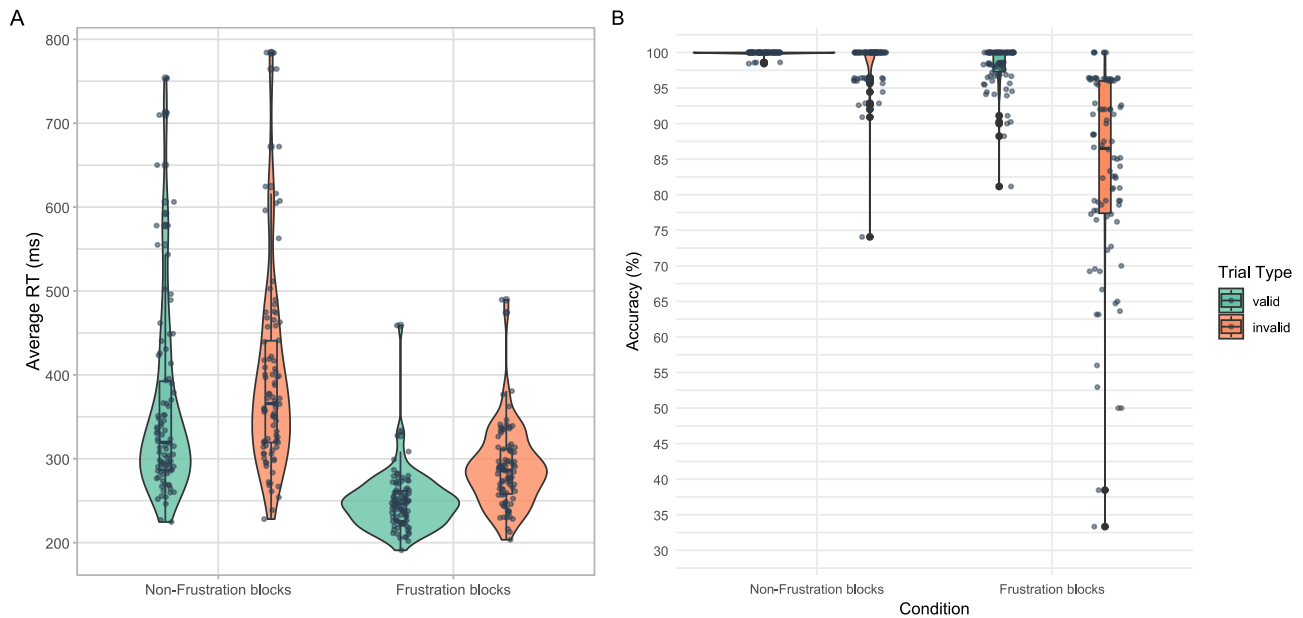 A
Average RT (ms)
800
700
600
500
400
300
200
Non-Frustration blocks
Frustration blocks
B
Accuracy (%)
100
95
90
85
80
75
70
65
60
55
50
45
40
35
30
Non-Frustration blocks
Frustration blocks
Condition
Trial Type
valid
invalid